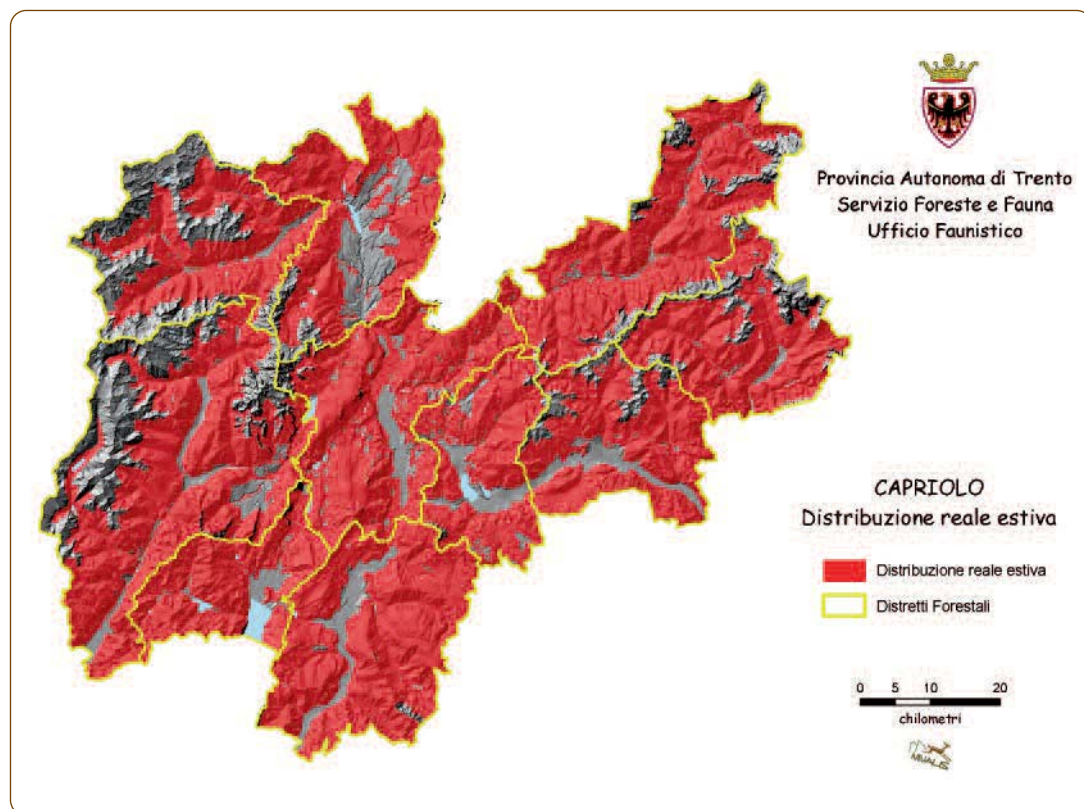 Provincia Autonoma di Trento
Servizio Foreste e Fauna
Ufficio Faunistico
CAPRIOLO
Distribuzione reale estiva
Distribuzione reale estiva
Distretti Forestali
0 5 10 20
chilometri